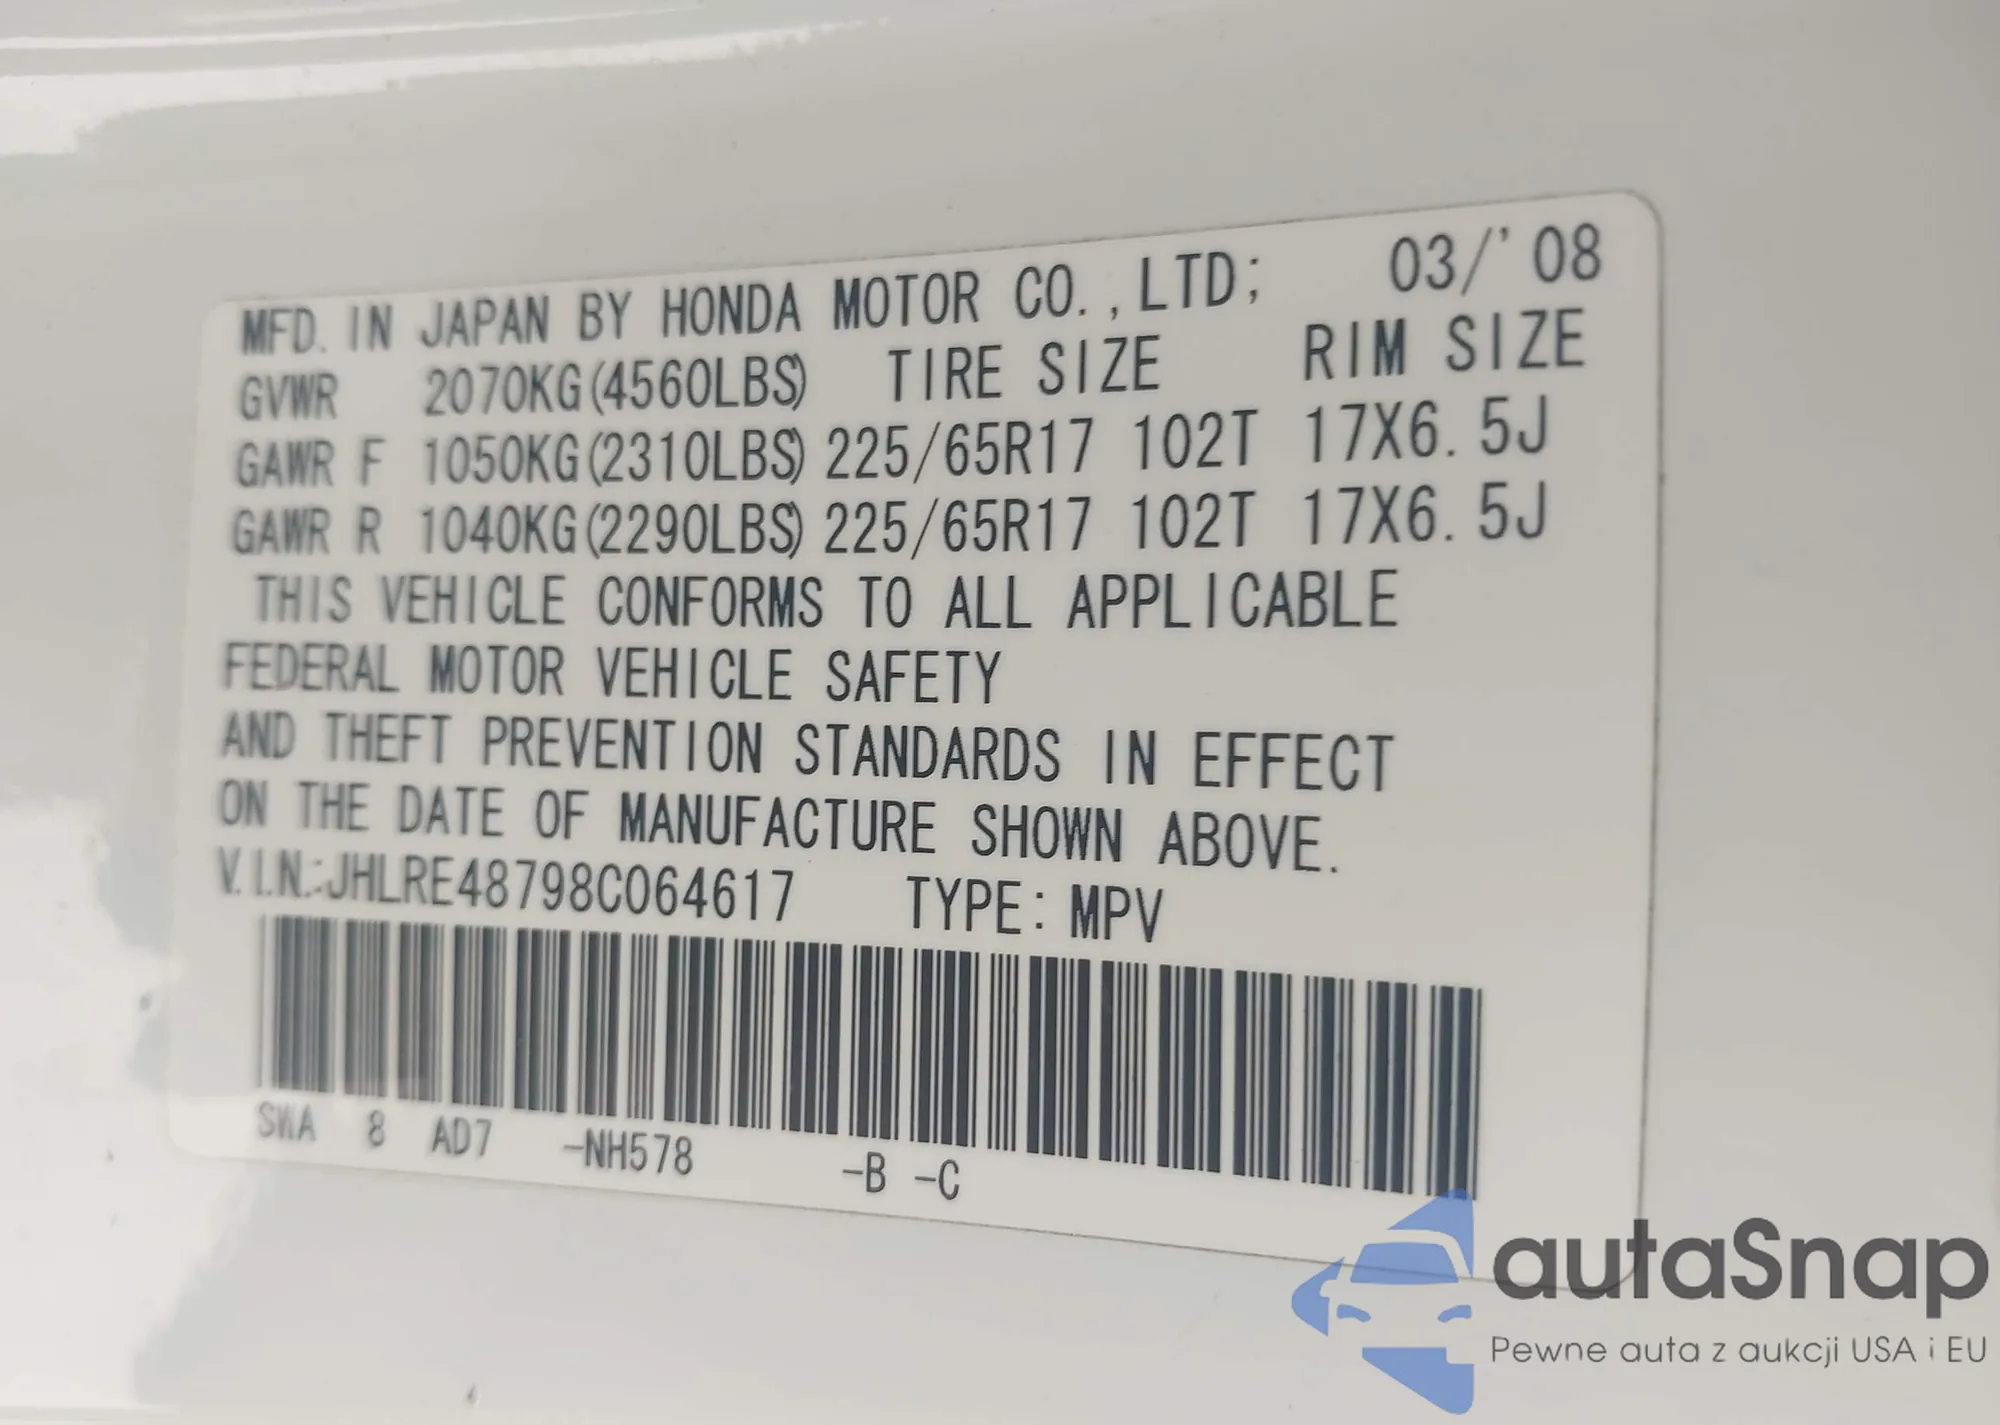 MFD. IN JAPAN BY HONDA MOTOR CO.,LTD; 03/'08
GVWR 2070KG(4560LBS) TIRE SIZE RIM SIZE
GAWR F 1050KG(2310LBS) 225/65R17 102T 17X6.5J
GAWR R 1040KG(2290LBS) 225/65R17 102T 17X6.5J
THIS VEHICLE CONFORMS TO ALL APPLICABLE
FEDERAL MOTOR VEHICLE SAFETY
AND THEFT PREVENTION STANDARDS IN EFFECT
ON THE DATE OF MANUFACTURE SHOWN ABOVE.
V.I.N.:JHLRE48798C064617 TYPE: MPV
SWA 8 AD7 -NH578 -B -C
autaSnap
Pewne auta z aukcji USA i EU